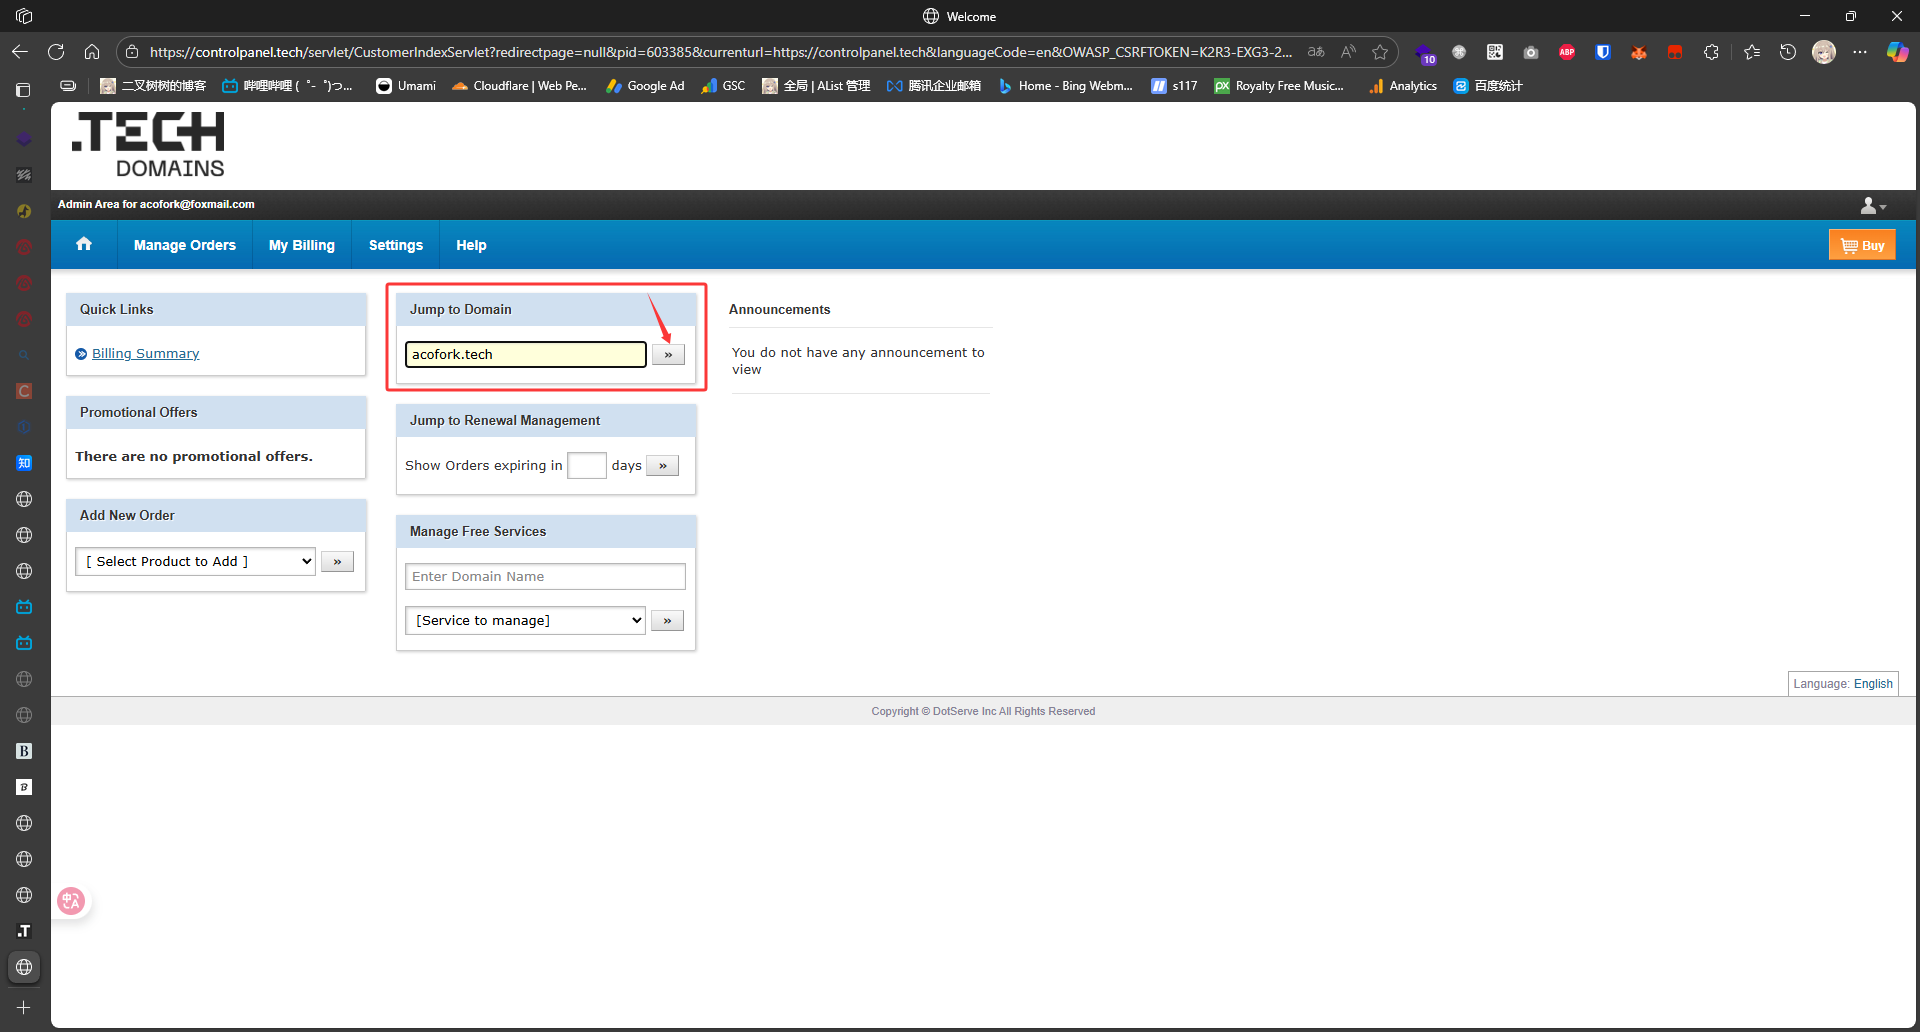 Welcome
https://controlpanel.tech/servlet/CustomerIndexServlet?redirectpage=null&pid=603385&currenturl=https://controlpanel.tech&languageCode=en&OWASP_CSRFTOKEN=K2R3-EXG3-2...
10
ABP
二叉树树的博客
哔哩哔哩 (゜-゜)つ...
Umami
Cloudflare | Web Pe...
Google Ad
GSC
全局 | AList 管理
腾讯企业邮箱
Home - Bing Webm...
s117
Royalty Free Music...
Analytics
百度统计
.TECH
DOMAINS
Admin Area for acofork@foxmail.com
Manage Orders
My Billing
Settings
Help
Buy
Quick Links
Billing Summary
Promotional Offers
There are no promotional offers.
Add New Order
[ Select Product to Add ]
»
Jump to Domain
acofork.tech
»
Jump to Renewal Management
Show Orders expiring in days »
Manage Free Services
Enter Domain Name
[Service to manage]
»
Announcements
You do not have any announcement to
view
Language: English
Copyright © DotServe Inc All Rights Reserved